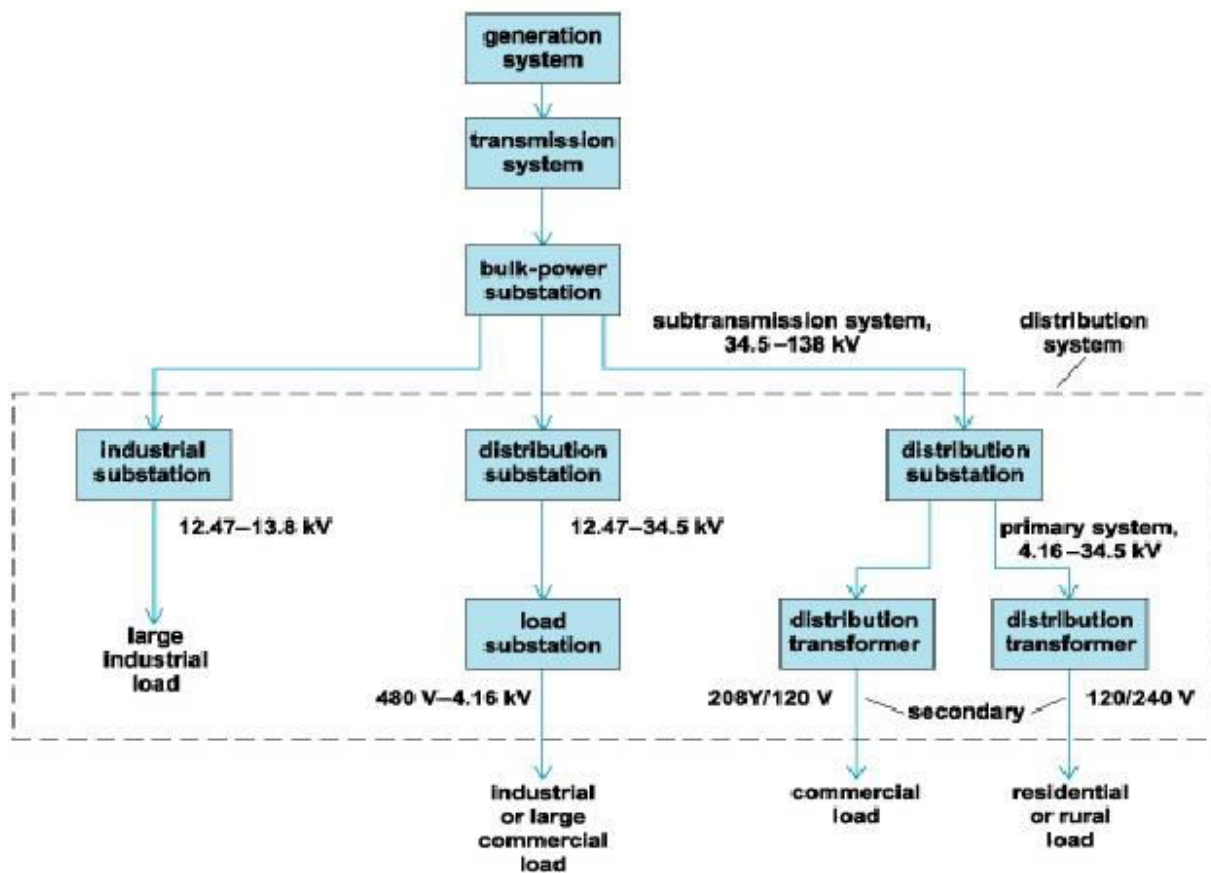 generation
system
transmission
system
bulk-power
substation
subtransmission system,
34.5–138 kV
distribution
system
industrial
substation
distribution
substation
distribution
substation
12.47–13.8 kV
12.47–34.5 kV
primary system,
4.16–34.5 kV
large
industrial
load
load
substation
distribution
transformer
distribution
transformer
480 V–4.16 kV
208Y/120 V
secondary
120/240 V
industrial
or large
commercial
load
commercial
load
residential
or rural
load